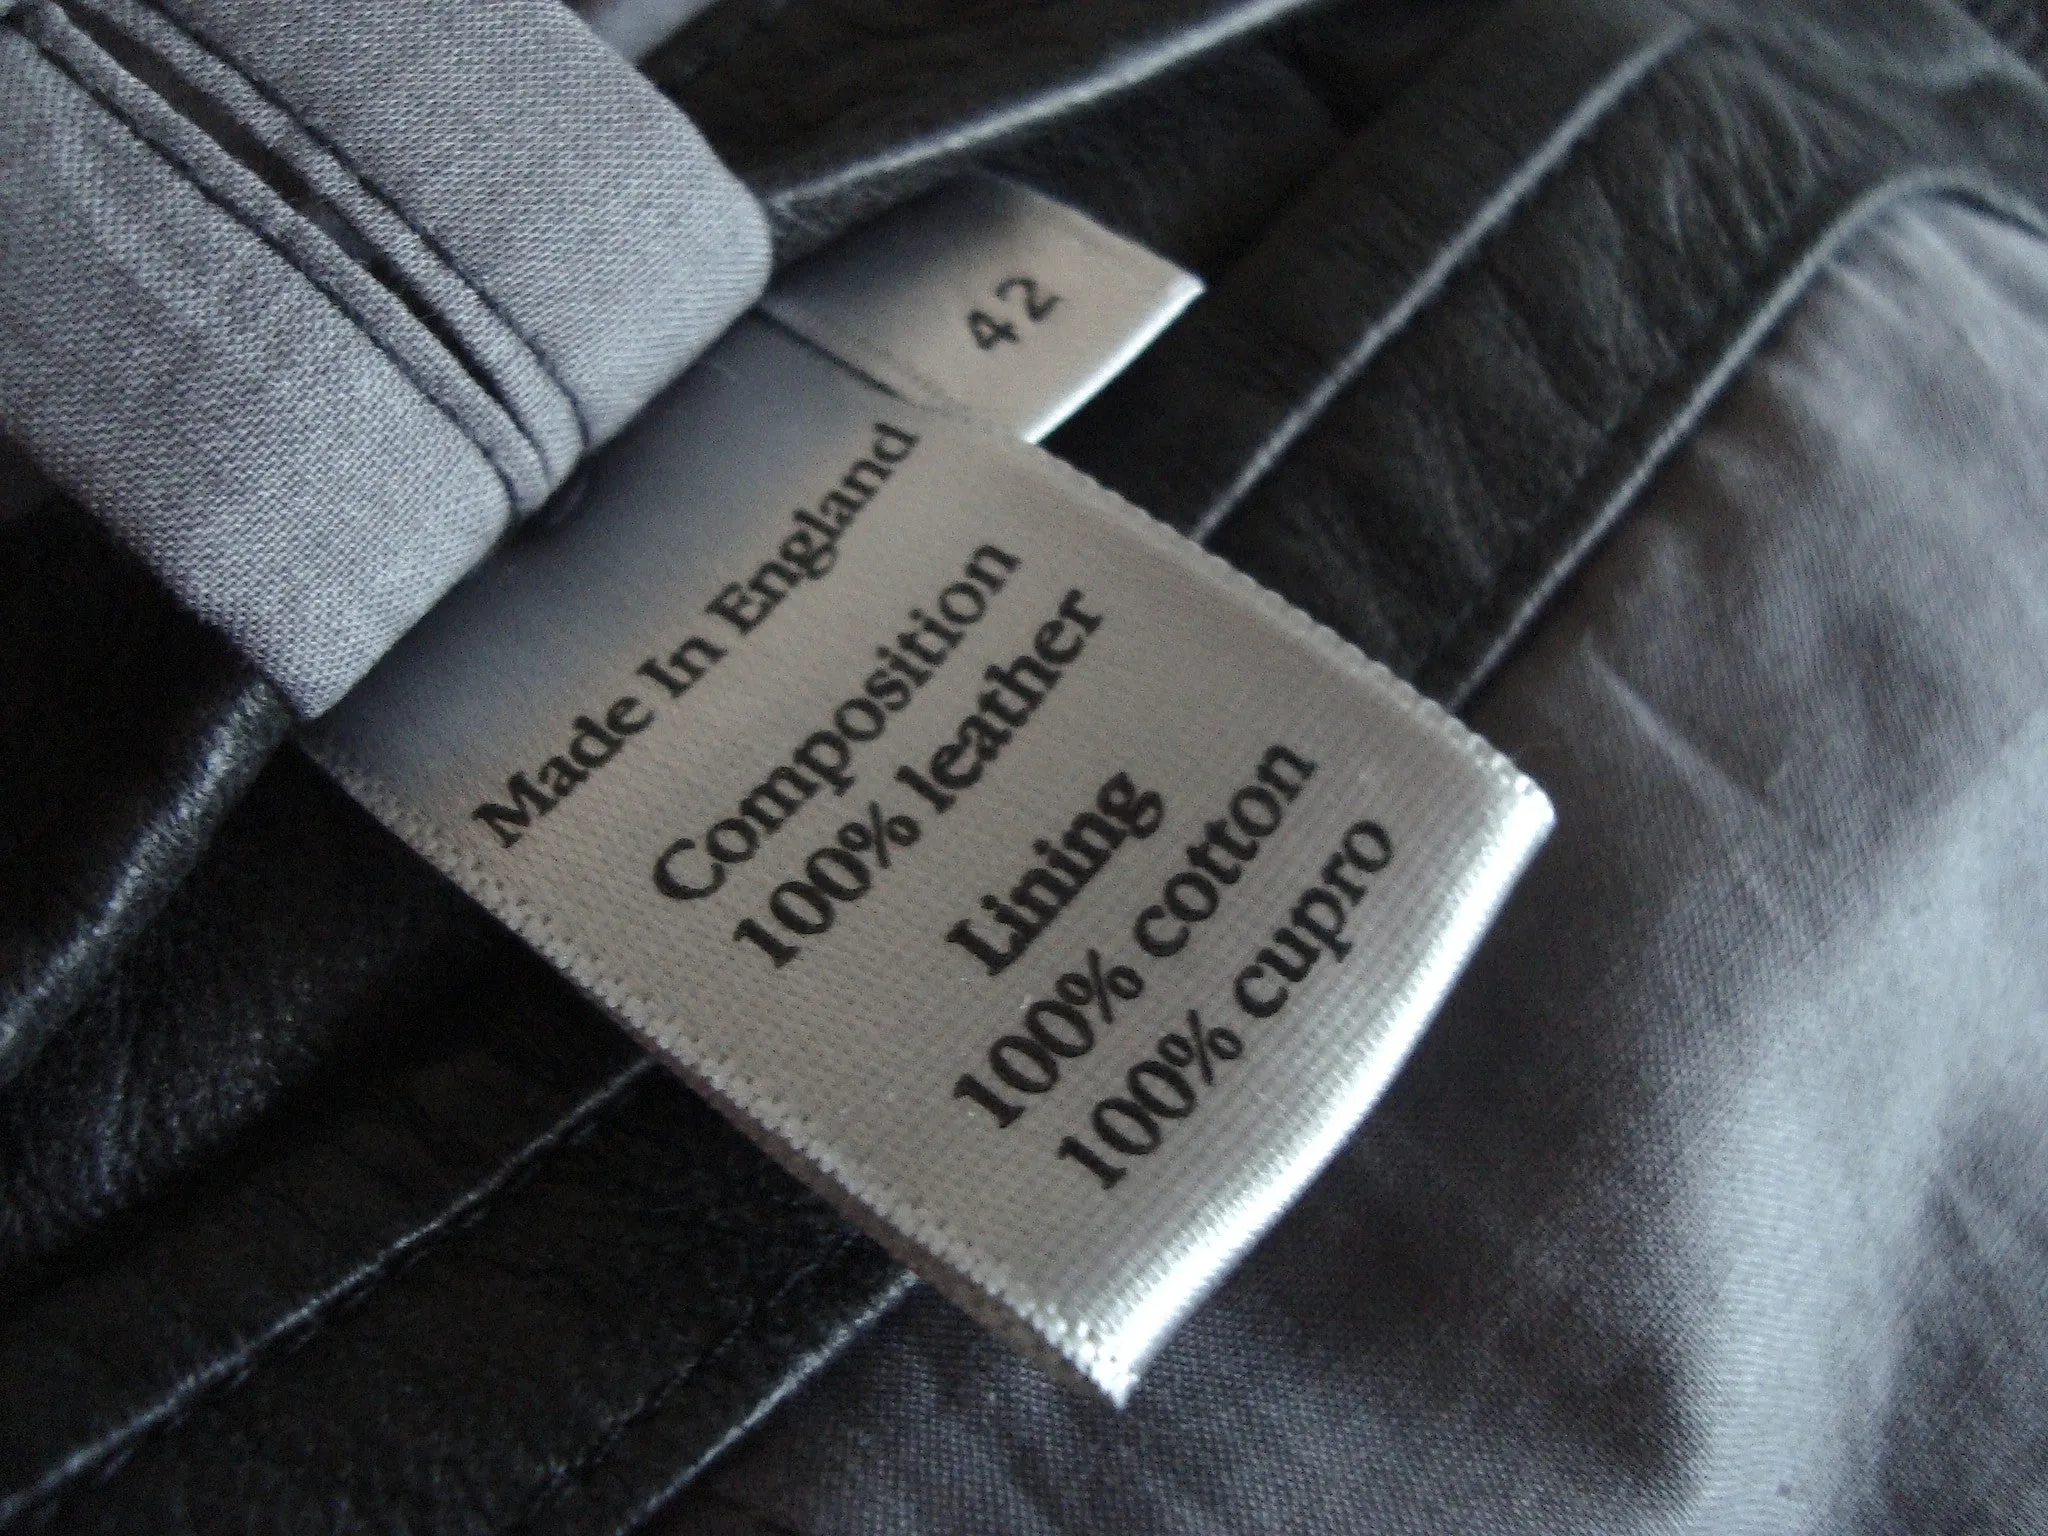 42
Made In England
Composition
100% leather
Lining
100% cotton
100% cupro